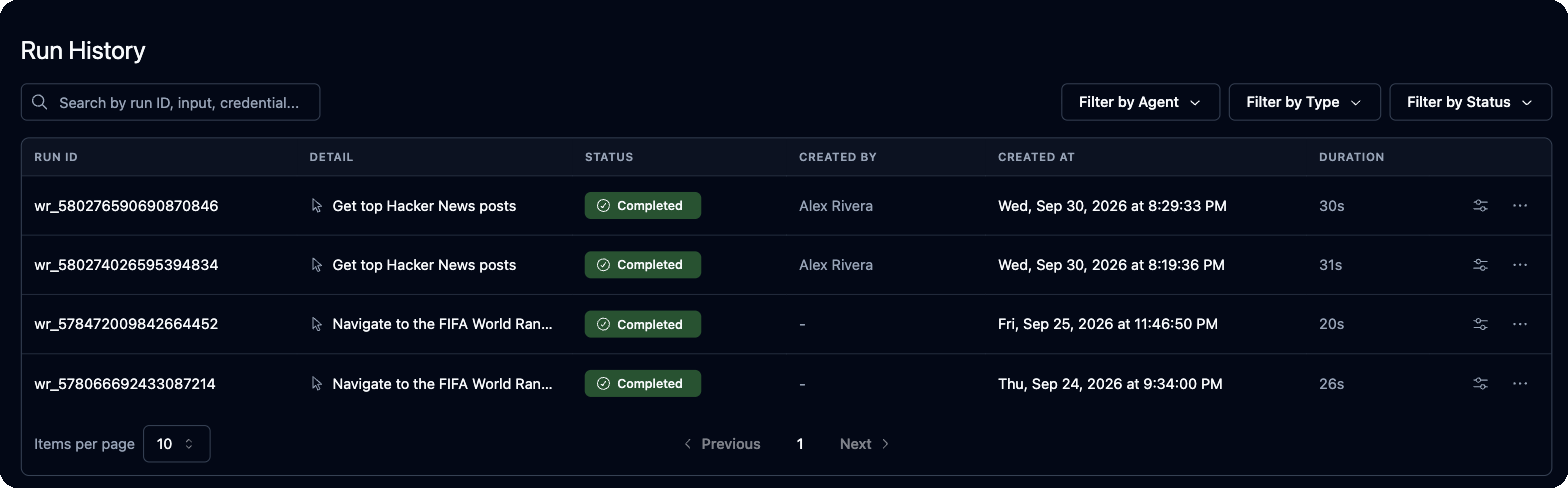 Run History
Search by run ID, input, credential... Filter by Agent Filter by Type Filter by Status
RUN ID DETAIL STATUS CREATED BY CREATED AT DURATION
wr_580276590690870846 Get top Hacker News posts Completed Alex Rivera Wed, Sep 30, 2026 at 8:29:33 PM 30s
wr_580274026595394834 Get top Hacker News posts Completed Alex Rivera Wed, Sep 30, 2026 at 8:19:36 PM 31s
wr_578472009842664452 Navigate to the FIFA World Ran... Completed - Fri, Sep 25, 2026 at 11:46:50 PM 20s
wr_578066692433087214 Navigate to the FIFA World Ran... Completed - Thu, Sep 24, 2026 at 9:34:00 PM 26s
Items per page 10 Previous 1 Next